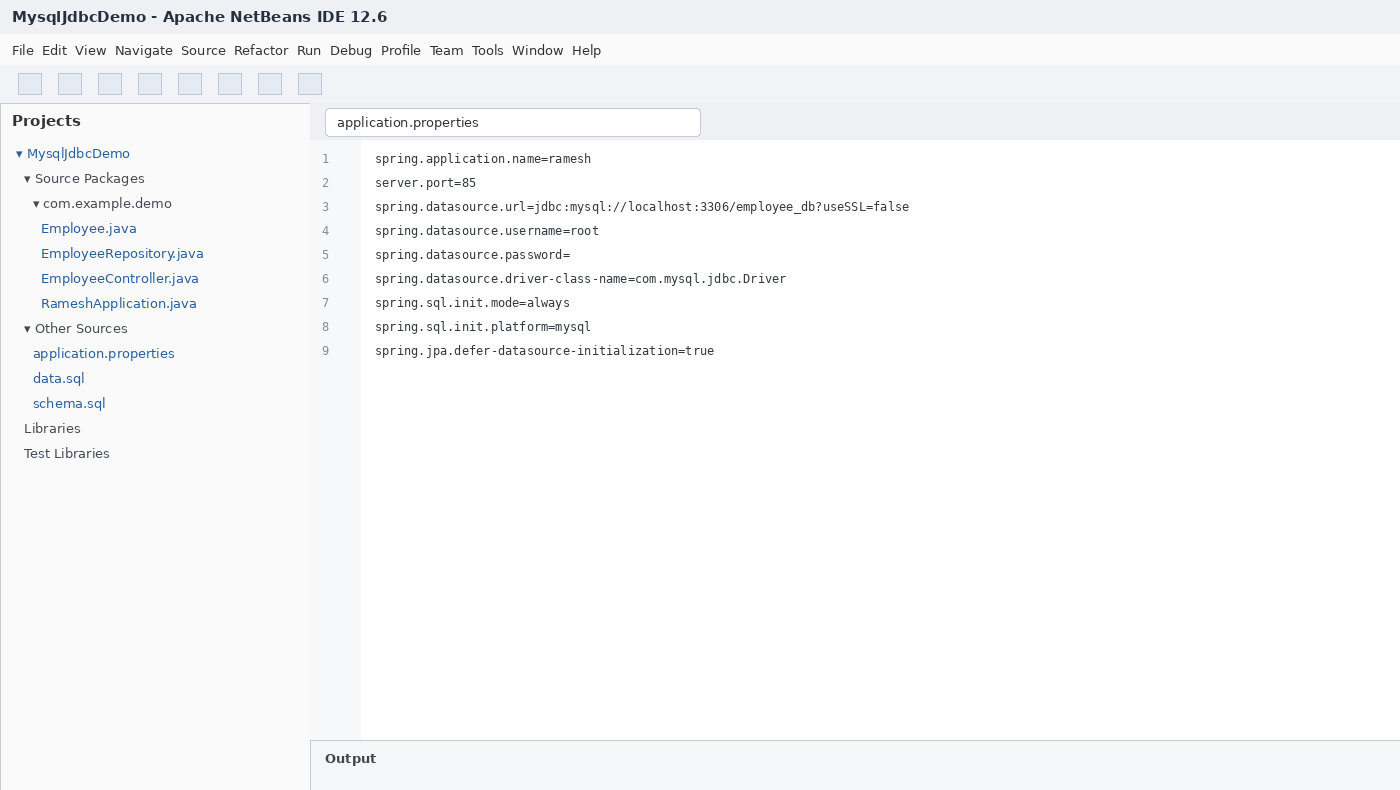 MysqlJdbcDemo - Apache NetBeans IDE 12.6
File Edit View Navigate Source Refactor Run Debug Profile Team Tools Window Help
Projects
▾ MysqlJdbcDemo
▾ Source Packages
▾ com.example.demo
Employee.java
EmployeeRepository.java
EmployeeController.java
RameshApplication.java
▾ Other Sources
application.properties
data.sql
schema.sql
Libraries
Test Libraries
application.properties
1 spring.application.name=ramesh
2 server.port=85
3 spring.datasource.url=jdbc:mysql://localhost:3306/employee_db?useSSL=false
4 spring.datasource.username=root
5 spring.datasource.password=
6 spring.datasource.driver-class-name=com.mysql.jdbc.Driver
7 spring.sql.init.mode=always
8 spring.sql.init.platform=mysql
9 spring.jpa.defer-datasource-initialization=true
Output